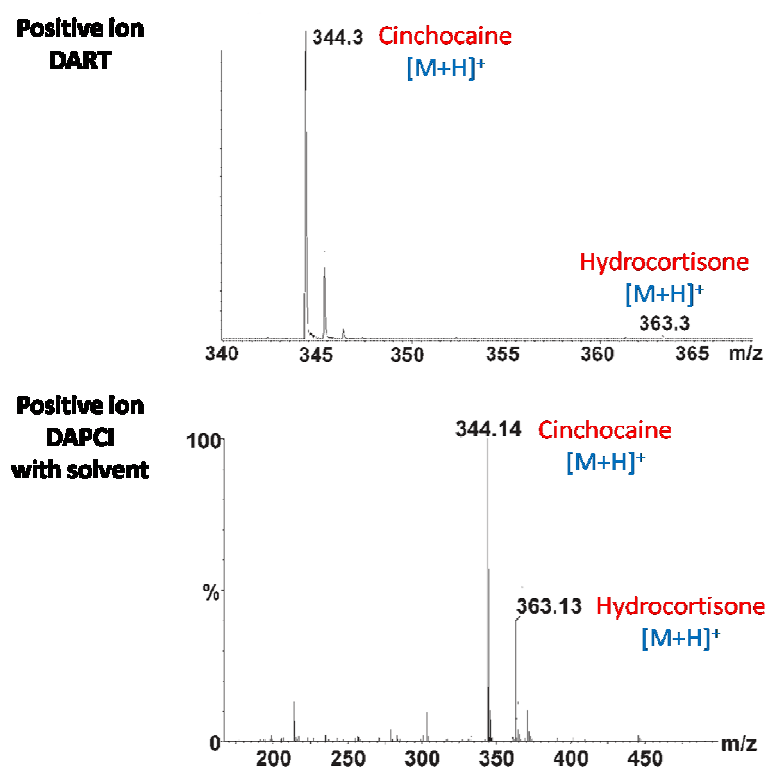 Positive ion
DART
344.3 Cinchocaine
[M+H]+
Hydrocortisone
[M+H]+
363.3
340 345 350 355 360 365 m/z
Positive ion
DAPCI
with solvent
100
%
0
344.14 Cinchocaine
[M+H]+
363.13 Hydrocortisone
[M+H]+
200 250 300 350 400 450 m/z